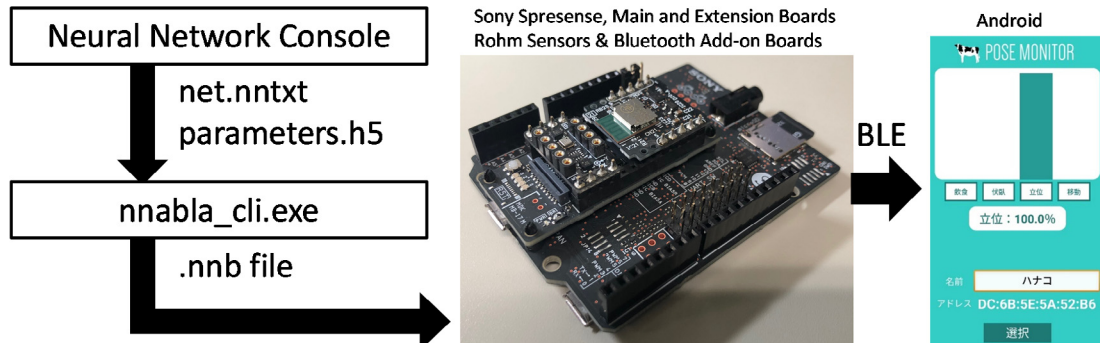 Neural Network Console
net.nntxt
parameters.h5
nnabla_cli.exe
.nnb file
Sony Spresense, Main and Extension Boards
Rohm Sensors & Bluetooth Add-on Boards
SONY
BLE
Android
POSE MONITOR
飲食 伏臥 立位 移動
立位：100.0%
名前 ハナコ
アドレス DC:6B:5E:5A:52:B6
選択